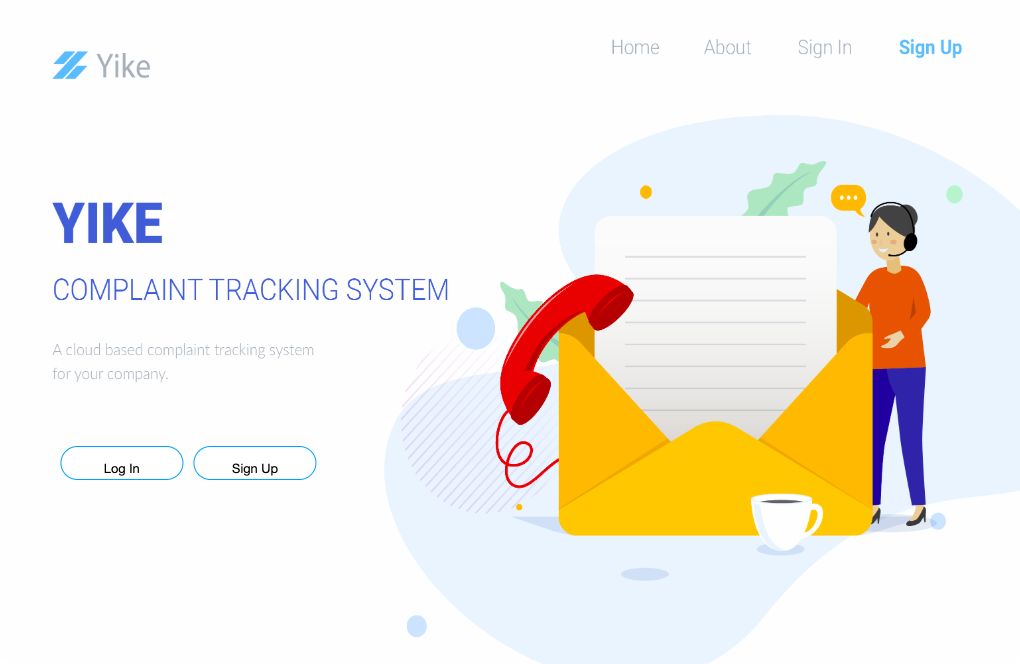 Yike
Home About Sign In Sign Up
YIKE
COMPLAINT TRACKING SYSTEM
A cloud based complaint tracking system
for your company.
Log In Sign Up